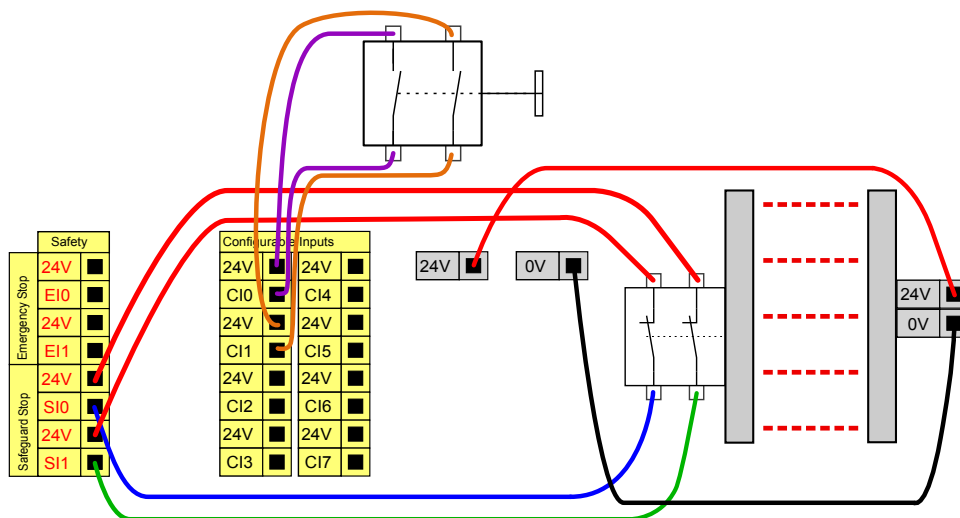 Safety
Emergency Stop
24V
EI0
24V
EI1
Safeguard Stop
24V
SI0
24V
SI1
Configurable Inputs
24V 24V
CI0 CI4
24V 24V
CI1 CI5
24V 24V
CI2 CI6
24V 24V
CI3 CI7
24V
0V
24V
0V